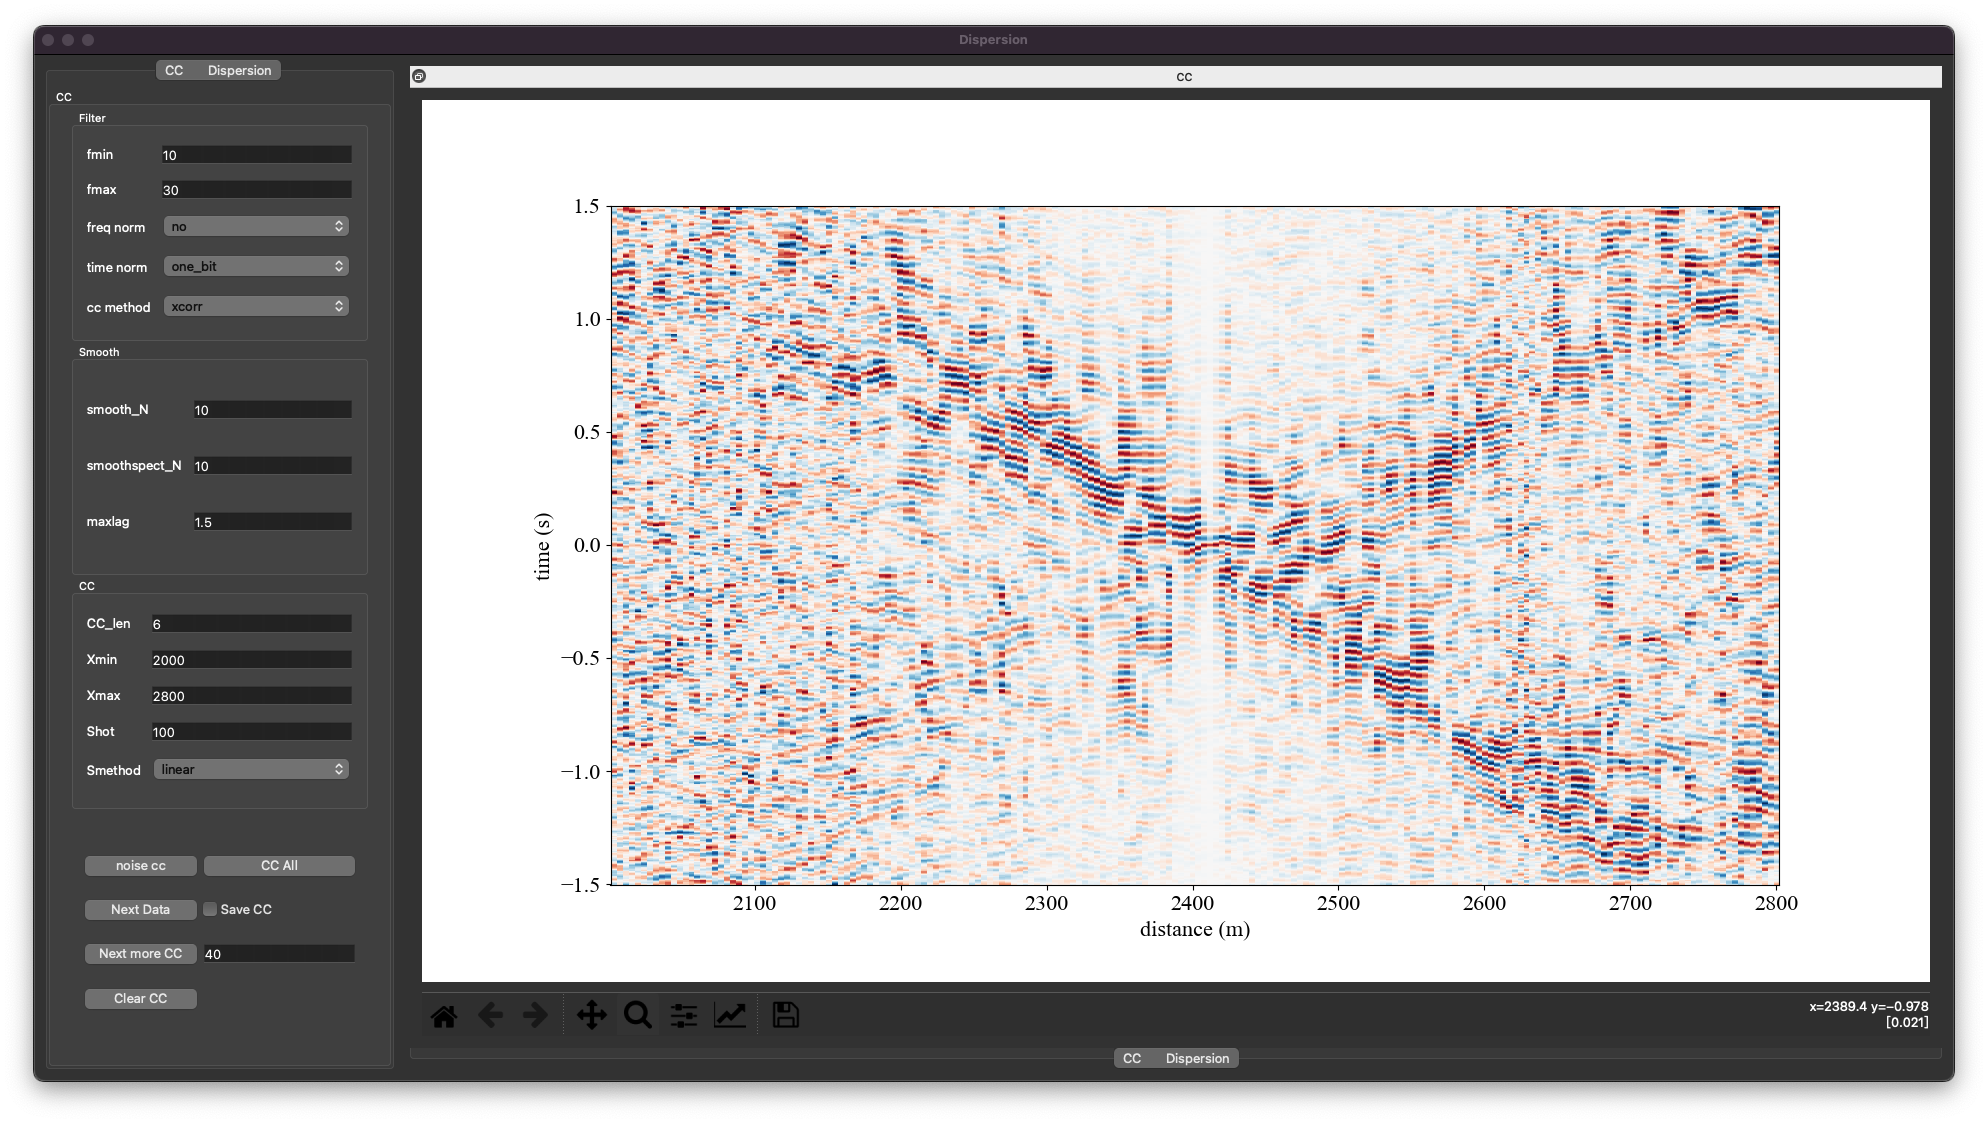 Dispersion
CC Dispersion
CC
Filter
fmin 10
fmax 30
freq norm no
time norm one_bit
cc method xcorr
Smooth
smooth_N 10
smoothspect_N 10
maxlag 1.5
CC
CC_len 6
Xmin 2000
Xmax 2800
Shot 100
Smethod linear
noise cc CC All
Next Data Save CC
Next more CC 40
Clear CC
CC
1.5
1.0
0.5
0.0
−0.5
−1.0
−1.5
time (s)
2100 2200 2300 2400 2500 2600 2700 2800
distance (m)
x=2389.4 y=−0.978
[0.021]
CC Dispersion